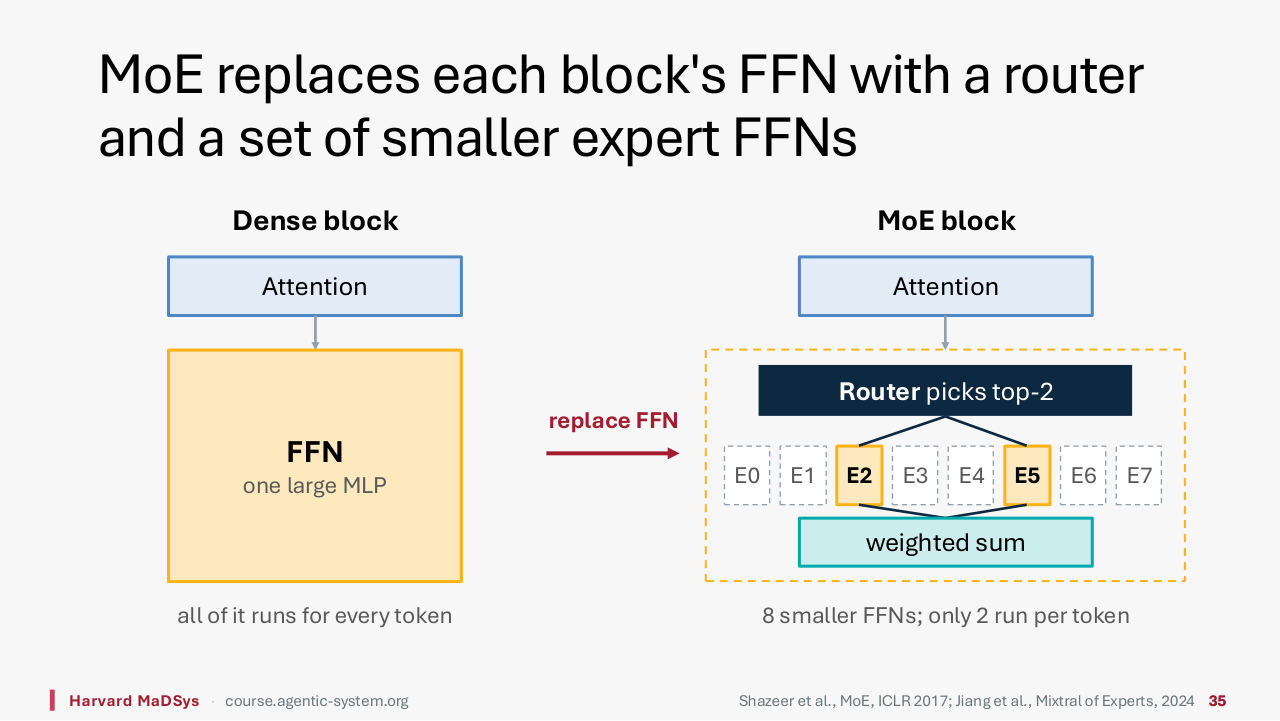 MoE replaces each block's FFN with a router
and a set of smaller expert FFNs
Dense block
Attention
FFN
one large MLP
all of it runs for every token
replace FFN
MoE block
Attention
Router picks top-2
E0 E1 E2 E3 E4 E5 E6 E7
weighted sum
8 smaller FFNs; only 2 run per token
Harvard MaDSys · course.agentic-system.org
Shazeer et al., MoE, ICLR 2017; Jiang et al., Mixtral of Experts, 2024 35